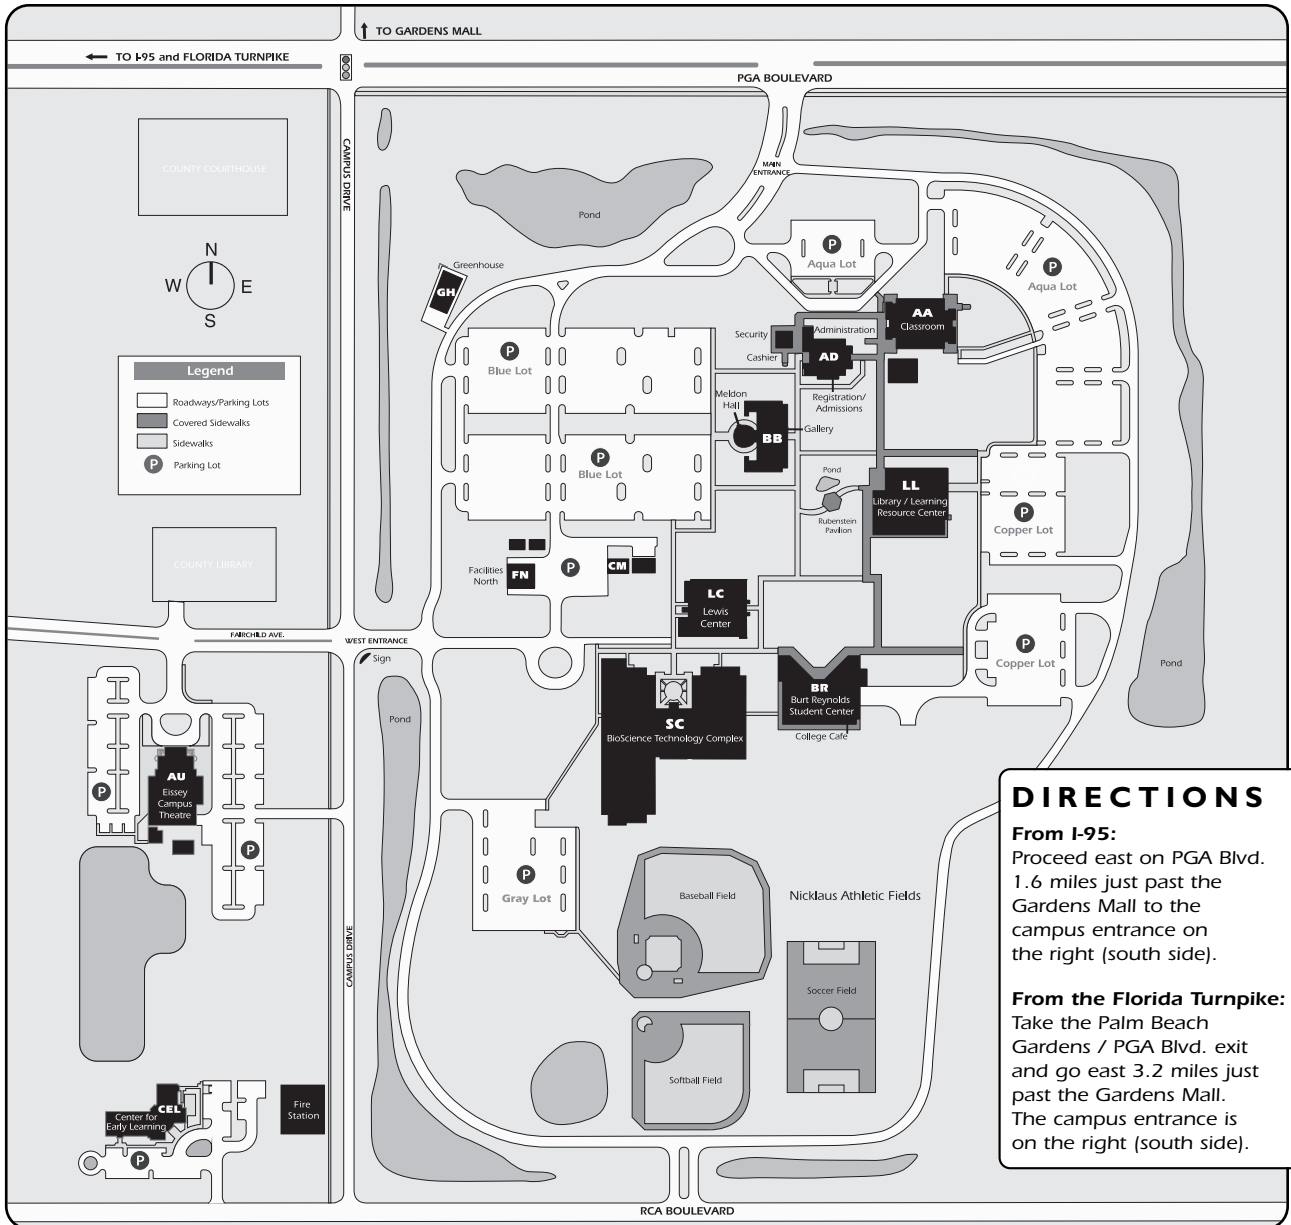 TO GARDENS MALL
TO I-95 and FLORIDA TURNPIKE
PGA BOULEVARD
CAMPUS DRIVE
MAIN
ENTRANCE
COUNTY COURTHOUSE
Pond
N
W E
S
Greenhouse
GH
P
Aqua Lot
P
Aqua Lot
AA
Classroom
Security
Administration
Cashier
AD
Registration/
Admissions
P
Blue Lot
Legend
Roadways/Parking Lots
Covered Sidewalks
Sidewalks
P Parking Lot
Meldon
Hall
BB
Gallery
P
Blue Lot
Pond
Rubenstein
Pavilion
LL
Library / Learning
Resource Center
P
Copper Lot
COUNTY LIBRARY
Facilities
North
FN
P
CM
LC
Lewis
Center
FAIRCHILD AVE.
WEST ENTRANCE
Sign
P
Copper Lot
Pond
Pond
SC
BioScience Technology Complex
BR
Burt Reynolds
Student Center
College Cafe
AU
Eissey
Campus
Theatre
P
P
P
Gray Lot
CAMPUS DRIVE
Baseball Field
Nicklaus Athletic Fields
Soccer Field
Softball Field
CEL
Center for
Early Learning
P
Fire
Station
RCA BOULEVARD
DIRECTIONS
From I-95:
Proceed east on PGA Blvd.
1.6 miles just past the
Gardens Mall to the
campus entrance on
the right (south side).
From the Florida Turnpike:
Take the Palm Beach
Gardens / PGA Blvd. exit
and go east 3.2 miles just
past the Gardens Mall.
The campus entrance is
on the right (south side).